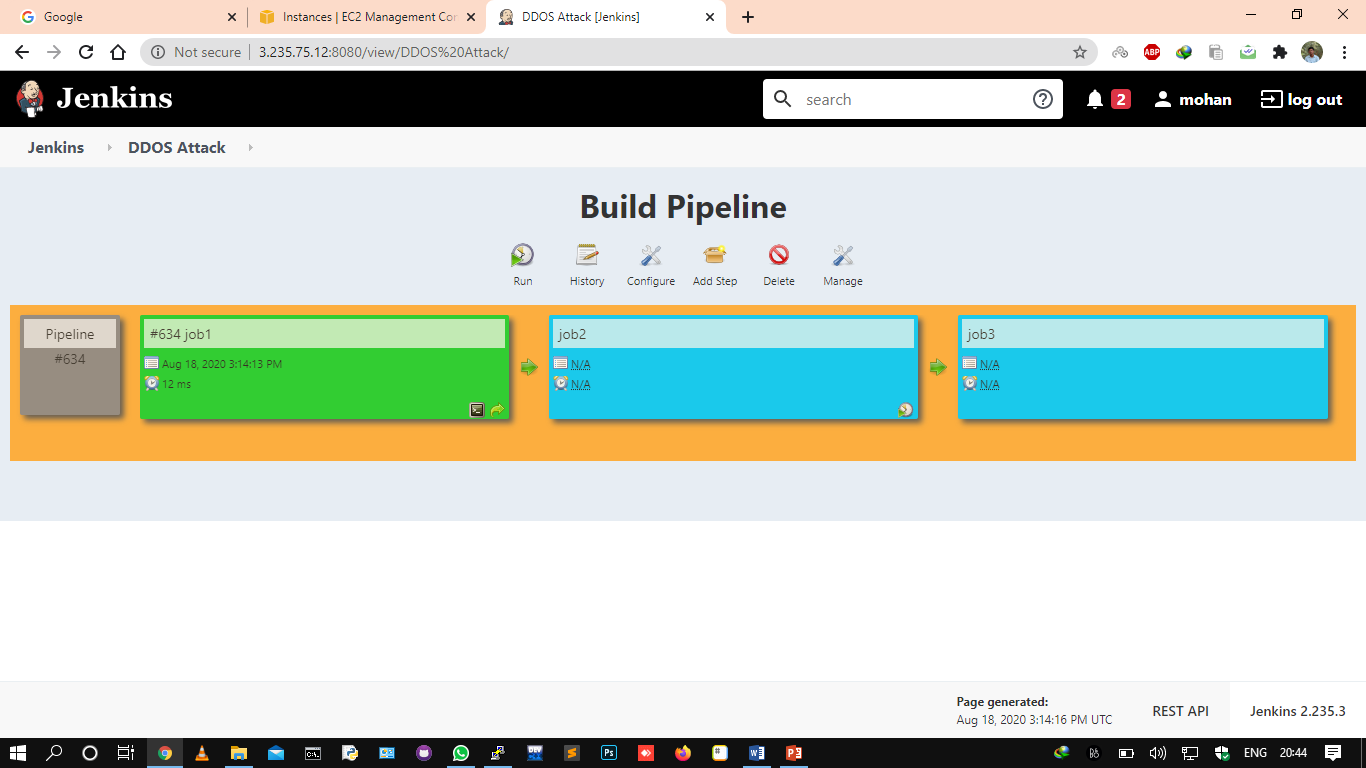 Google
Instances | EC2 Management Con
DDOS Attack [Jenkins]
Not secure
3.235.75.12:8080/view/DDOS%20Attack/
ABP
Jenkins
search
2
mohan
log out
Jenkins
DDOS Attack
Build Pipeline
Run
History
Configure
Add Step
Delete
Manage
Pipeline
#634
#634 job1
Aug 18, 2020 3:14:13 PM
12 ms
job2
N/A
N/A
job3
N/A
N/A
Page generated:
Aug 18, 2020 3:14:16 PM UTC
REST API
Jenkins 2.235.3
ENG
20:44